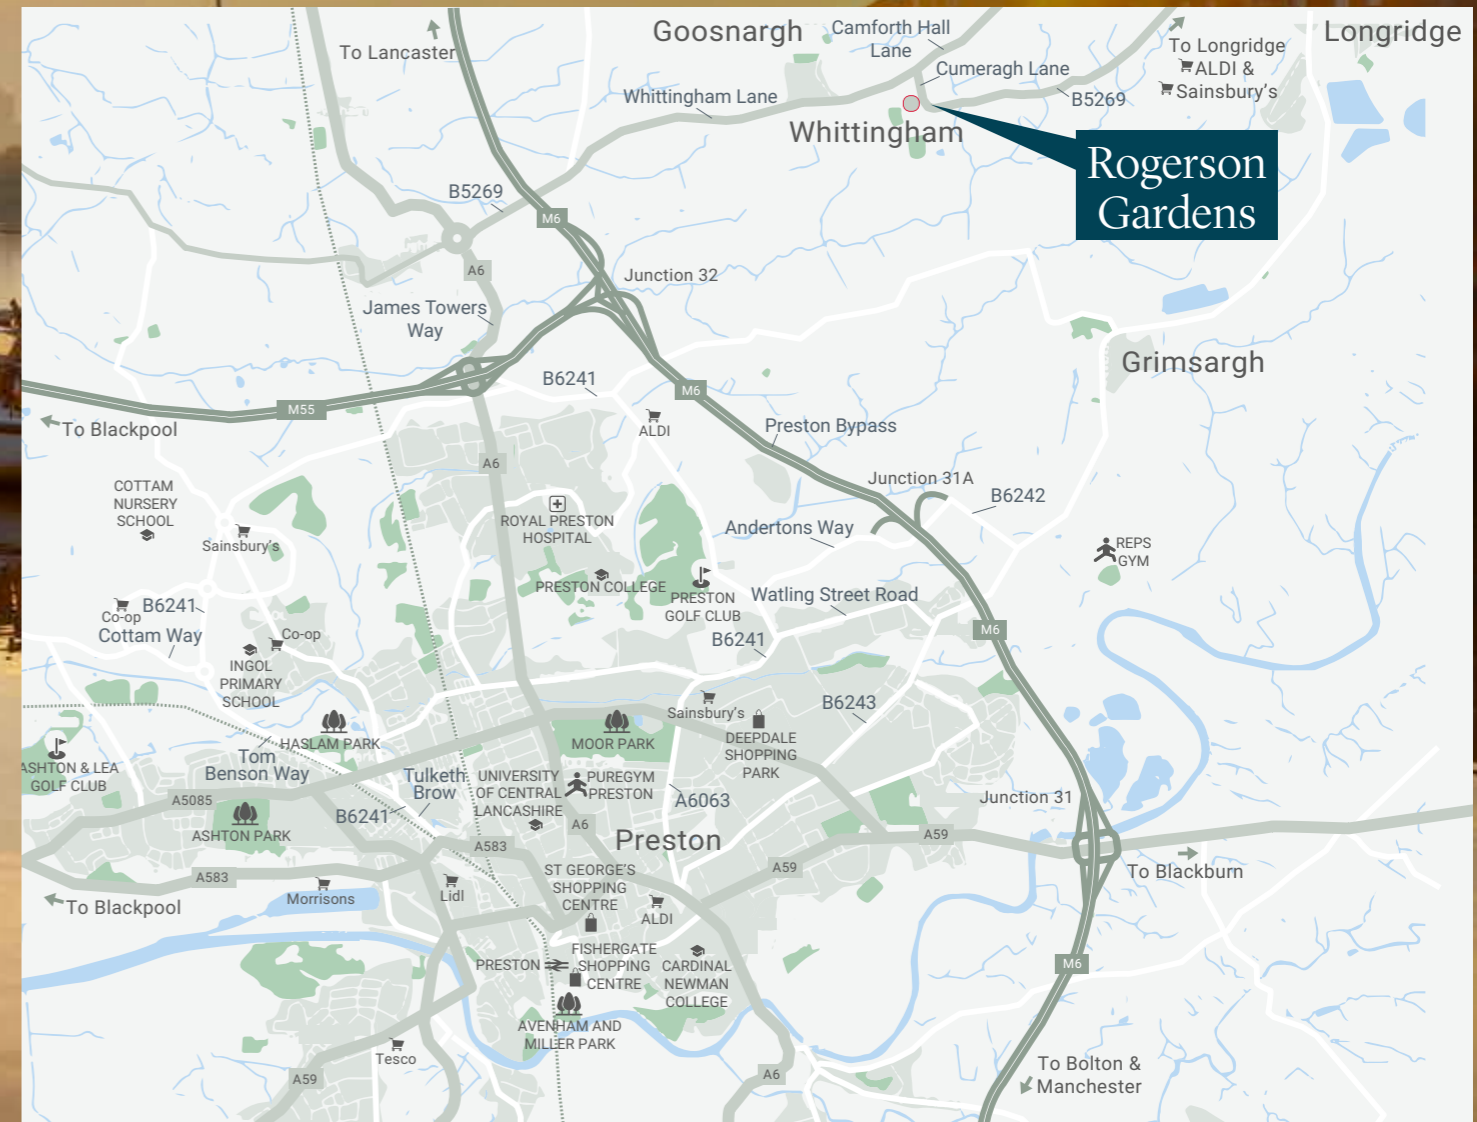 Goosnargh
Camforth Hall
Lane
Longridge
To Lancaster
To Longridge
ALDI &
Sainsbury's
Cumeragh Lane
Whittingham Lane
B5269
Whittingham
Rogerson
Gardens
B5269
M6
A6
Junction 32
James Towers
Way
Grimsargh
B6241
M6
M55
ALDI
Preston Bypass
To Blackpool
A6
Junction 31A
B6242
COTTAM
NURSERY
SCHOOL
ROYAL PRESTON
HOSPITAL
Andertons Way
Sainsbury's
REPS
GYM
PRESTON COLLEGE
PRESTON
GOLF CLUB
Watling Street Road
Co-op
B6241
Cottam Way
Co-op
B6241
M6
INGOL
PRIMARY
SCHOOL
Sainsbury's
B6243
HASLAM PARK
MOOR PARK
DEEPDALE
SHOPPING
PARK
ASHTON & LEA
GOLF CLUB
Tom
Benson Way
Tulketh
Brow
UNIVERSITY
OF CENTRAL
LANCASHIRE
PUREGYM
PRESTON
A5085
B6241
A6063
Junction 31
ASHTON PARK
A6
Preston
A59
A583
A59
A583
ST GEORGE'S
SHOPPING
CENTRE
To Blackburn
Morrisons
Lidl
To Blackpool
ALDI
FISHERGATE
SHOPPING
CENTRE
PRESTON
CARDINAL
NEWMAN
COLLEGE
M6
AVENHAM AND
MILLER PARK
Tesco
A59
A6
To Bolton &
Manchester